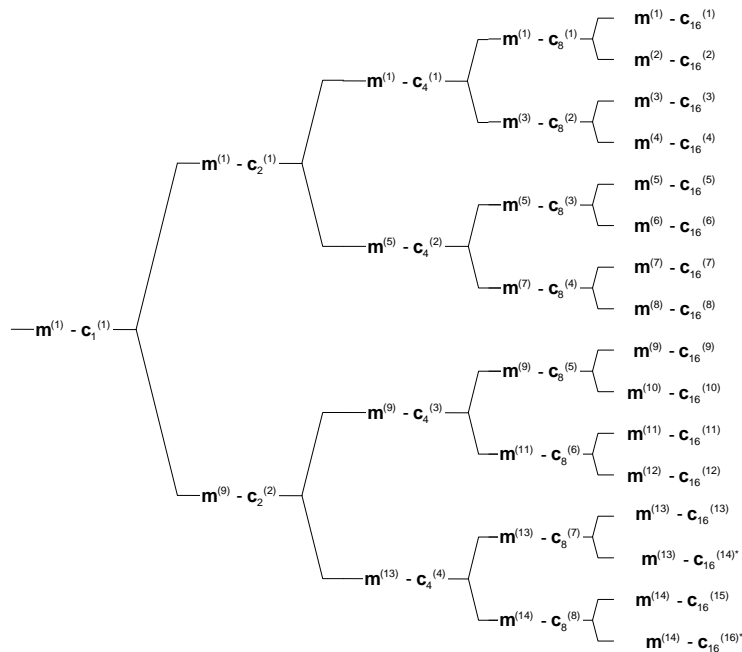 m(1) - c16(1)
m(1) - c8(1)
m(2) - c16(2)
m(1) - c4(1)
m(3) - c16(3)
m(3) - c8(2)
m(4) - c16(4)
m(1) - c2(1)
m(5) - c16(5)
m(5) - c8(3)
m(6) - c16(6)
m(5) - c4(2)
m(7) - c16(7)
m(7) - c8(4)
m(8) - c16(8)
m(1) - c1(1)
m(9) - c16(9)
m(9) - c8(5)
m(10) - c16(10)
m(9) - c4(3)
m(11) - c16(11)
m(11) - c8(6)
m(12) - c16(12)
m(9) - c2(2)
m(13) - c16(13)
m(13) - c8(7)
m(13) - c16(14)*
m(13) - c4(4)
m(14) - c16(15)
m(14) - c8(8)
m(14) - c16(16)*